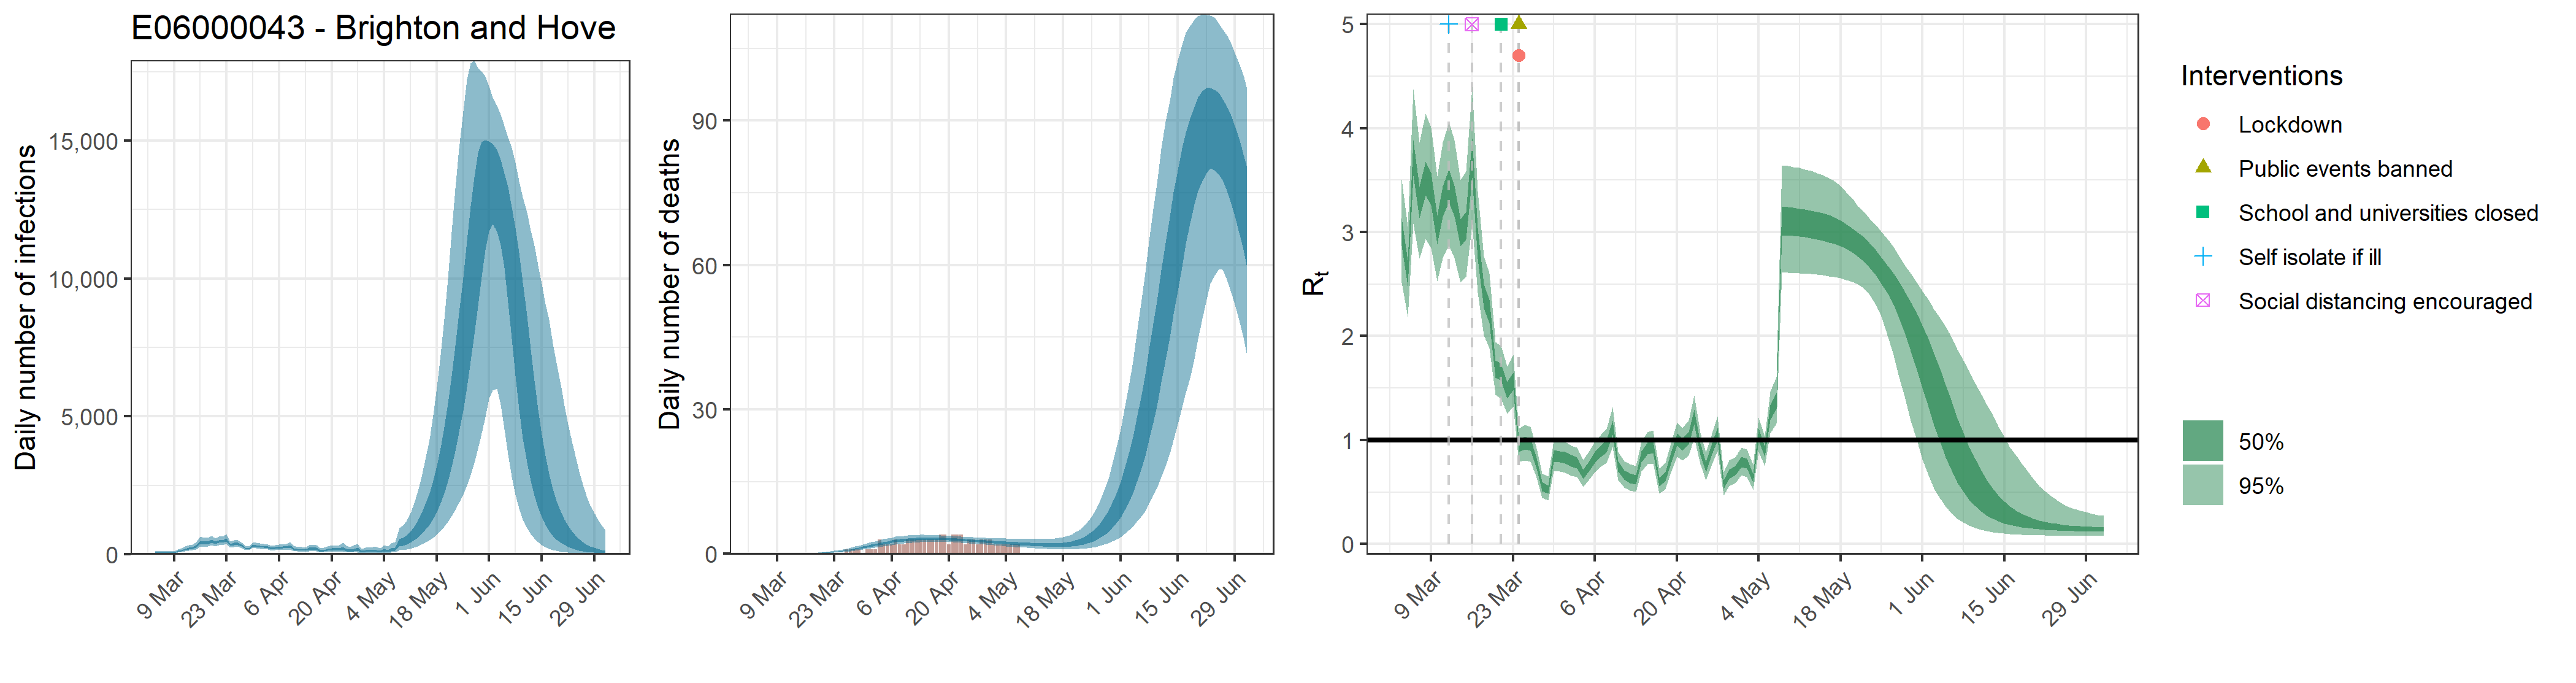 E06000043 - Brighton and Hove
Daily number of infections
15,000
10,000
5,000
0
9 Mar
23 Mar
6 Apr
20 Apr
4 May
18 May
1 Jun
15 Jun
29 Jun
Daily number of deaths
90
60
30
0
9 Mar
23 Mar
6 Apr
20 Apr
4 May
18 May
1 Jun
15 Jun
29 Jun
Rt
5
4
3
2
1
0
9 Mar
23 Mar
6 Apr
20 Apr
4 May
18 May
1 Jun
15 Jun
29 Jun
Interventions
Lockdown
Public events banned
School and universities closed
Self isolate if ill
Social distancing encouraged
50%
95%